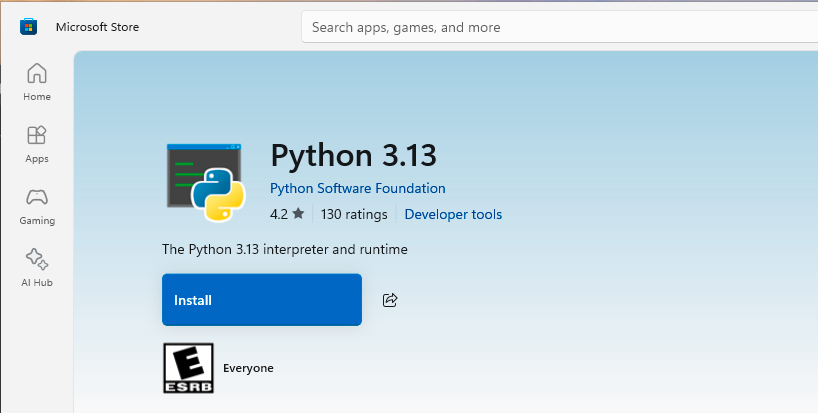 Microsoft Store
Search apps, games, and more
Home
Apps
Gaming
AI Hub
Python 3.13
Python Software Foundation
4.2 ★ 130 ratings Developer tools
The Python 3.13 interpreter and runtime
Install
E
ESRB
Everyone